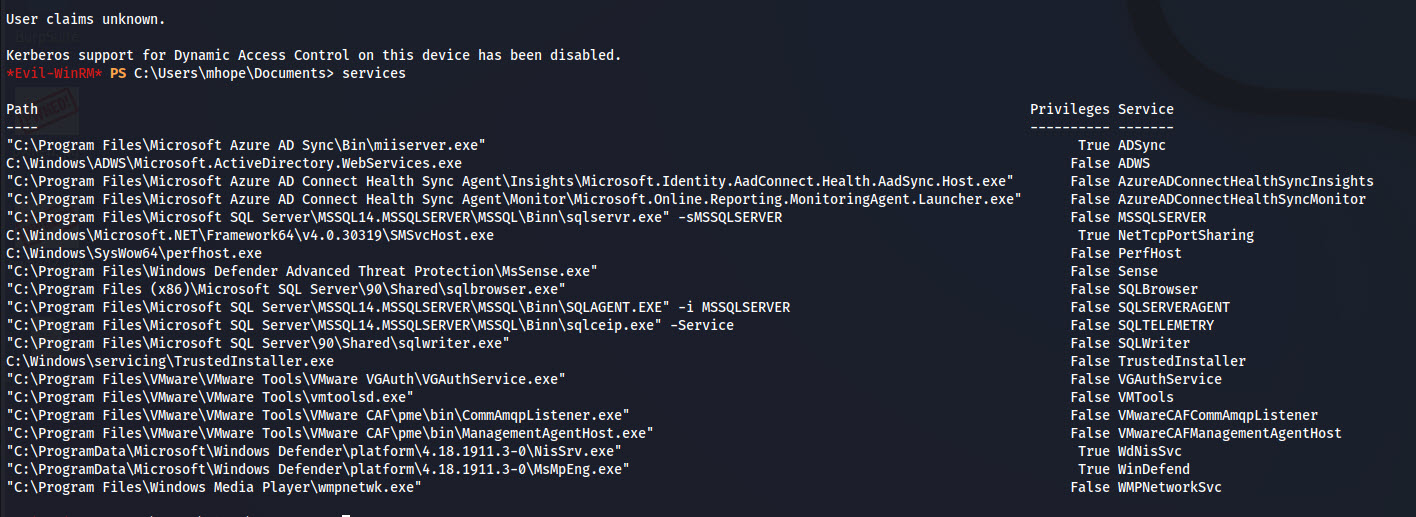 User claims unknown.
Kerberos support for Dynamic Access Control on this device has been disabled.
*Evil-WinRM* PS C:\Users\mhope\Documents> services
Path Privileges Service
---- ---------- -------
"C:\Program Files\Microsoft Azure AD Sync\Bin\miiserver.exe" True ADSync
C:\Windows\ADWS\Microsoft.ActiveDirectory.WebServices.exe False ADWS
"C:\Program Files\Microsoft Azure AD Connect Health Sync Agent\Insights\Microsoft.Identity.AadConnect.Health.AadSync.Host.exe" False AzureADConnectHealthSyncInsights
"C:\Program Files\Microsoft Azure AD Connect Health Sync Agent\Monitor\Microsoft.Online.Reporting.MonitoringAgent.Launcher.exe" False AzureADConnectHealthSyncMonitor
"C:\Program Files\Microsoft SQL Server\MSSQL14.MSSQLSERVER\MSSQL\Binn\sqlservr.exe" -sMSSQLSERVER False MSSQLSERVER
C:\Windows\Microsoft.NET\Framework64\v4.0.30319\SMSvcHost.exe True NetTcpPortSharing
C:\Windows\SysWow64\perfhost.exe False PerfHost
"C:\Program Files\Windows Defender Advanced Threat Protection\MsSense.exe" False Sense
"C:\Program Files (x86)\Microsoft SQL Server\90\Shared\sqlbrowser.exe" False SQLBrowser
"C:\Program Files\Microsoft SQL Server\MSSQL14.MSSQLSERVER\MSSQL\Binn\SQLAGENT.EXE" -i MSSQLSERVER False SQLSERVERAGENT
"C:\Program Files\Microsoft SQL Server\MSSQL14.MSSQLSERVER\MSSQL\Binn\sqlceip.exe" -Service False SQLTELEMETRY
"C:\Program Files\Microsoft SQL Server\90\Shared\sqlwriter.exe" False SQLWriter
C:\Windows\servicing\TrustedInstaller.exe False TrustedInstaller
"C:\Program Files\VMware\VMware Tools\VMware VGAuth\VGAuthService.exe" False VGAuthService
"C:\Program Files\VMware\VMware Tools\vmtoolsd.exe" False VMTools
"C:\Program Files\VMware\VMware Tools\VMware CAF\pme\bin\CommAmqpListener.exe" False VMwareCAFCommAmqpListener
"C:\Program Files\VMware\VMware Tools\VMware CAF\pme\bin\ManagementAgentHost.exe" False VMwareCAFManagementAgentHost
"C:\ProgramData\Microsoft\Windows Defender\platform\4.18.1911.3-0\NisSrv.exe" True WdNisSvc
"C:\ProgramData\Microsoft\Windows Defender\platform\4.18.1911.3-0\MsMpEng.exe" True WinDefend
"C:\Program Files\Windows Media Player\wmpnetwk.exe" False WMPNetworkSvc